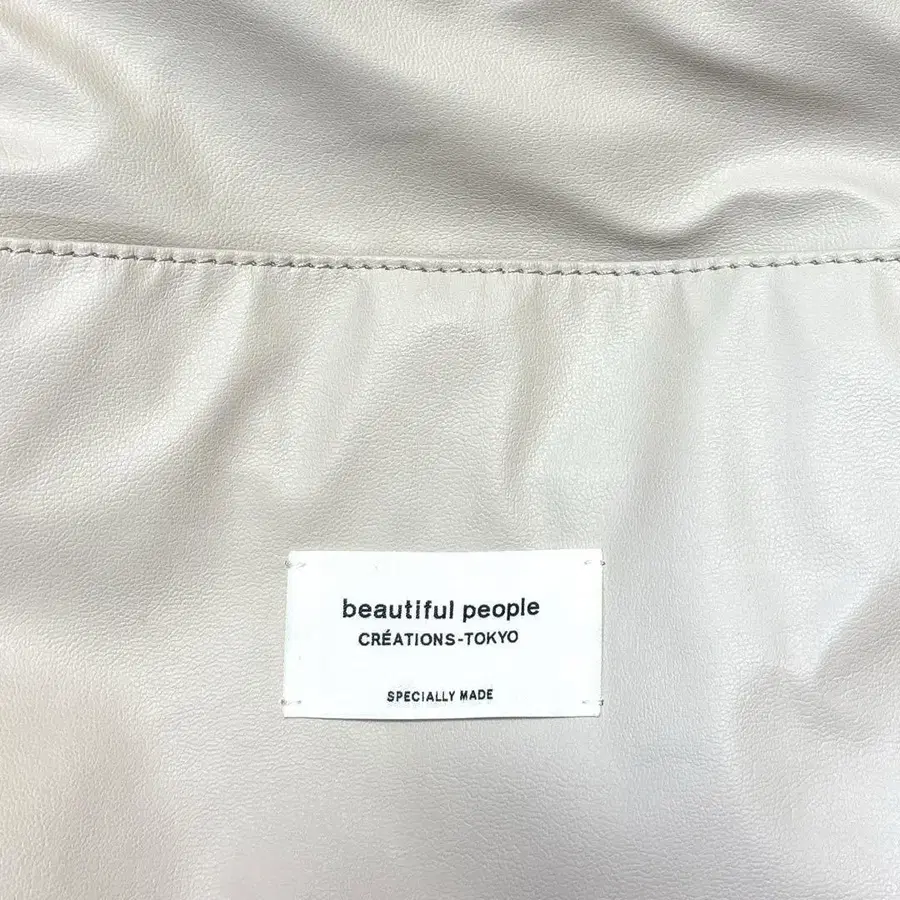 beautiful people
CRÉATIONS-TOKYO
SPECIALLY MADE